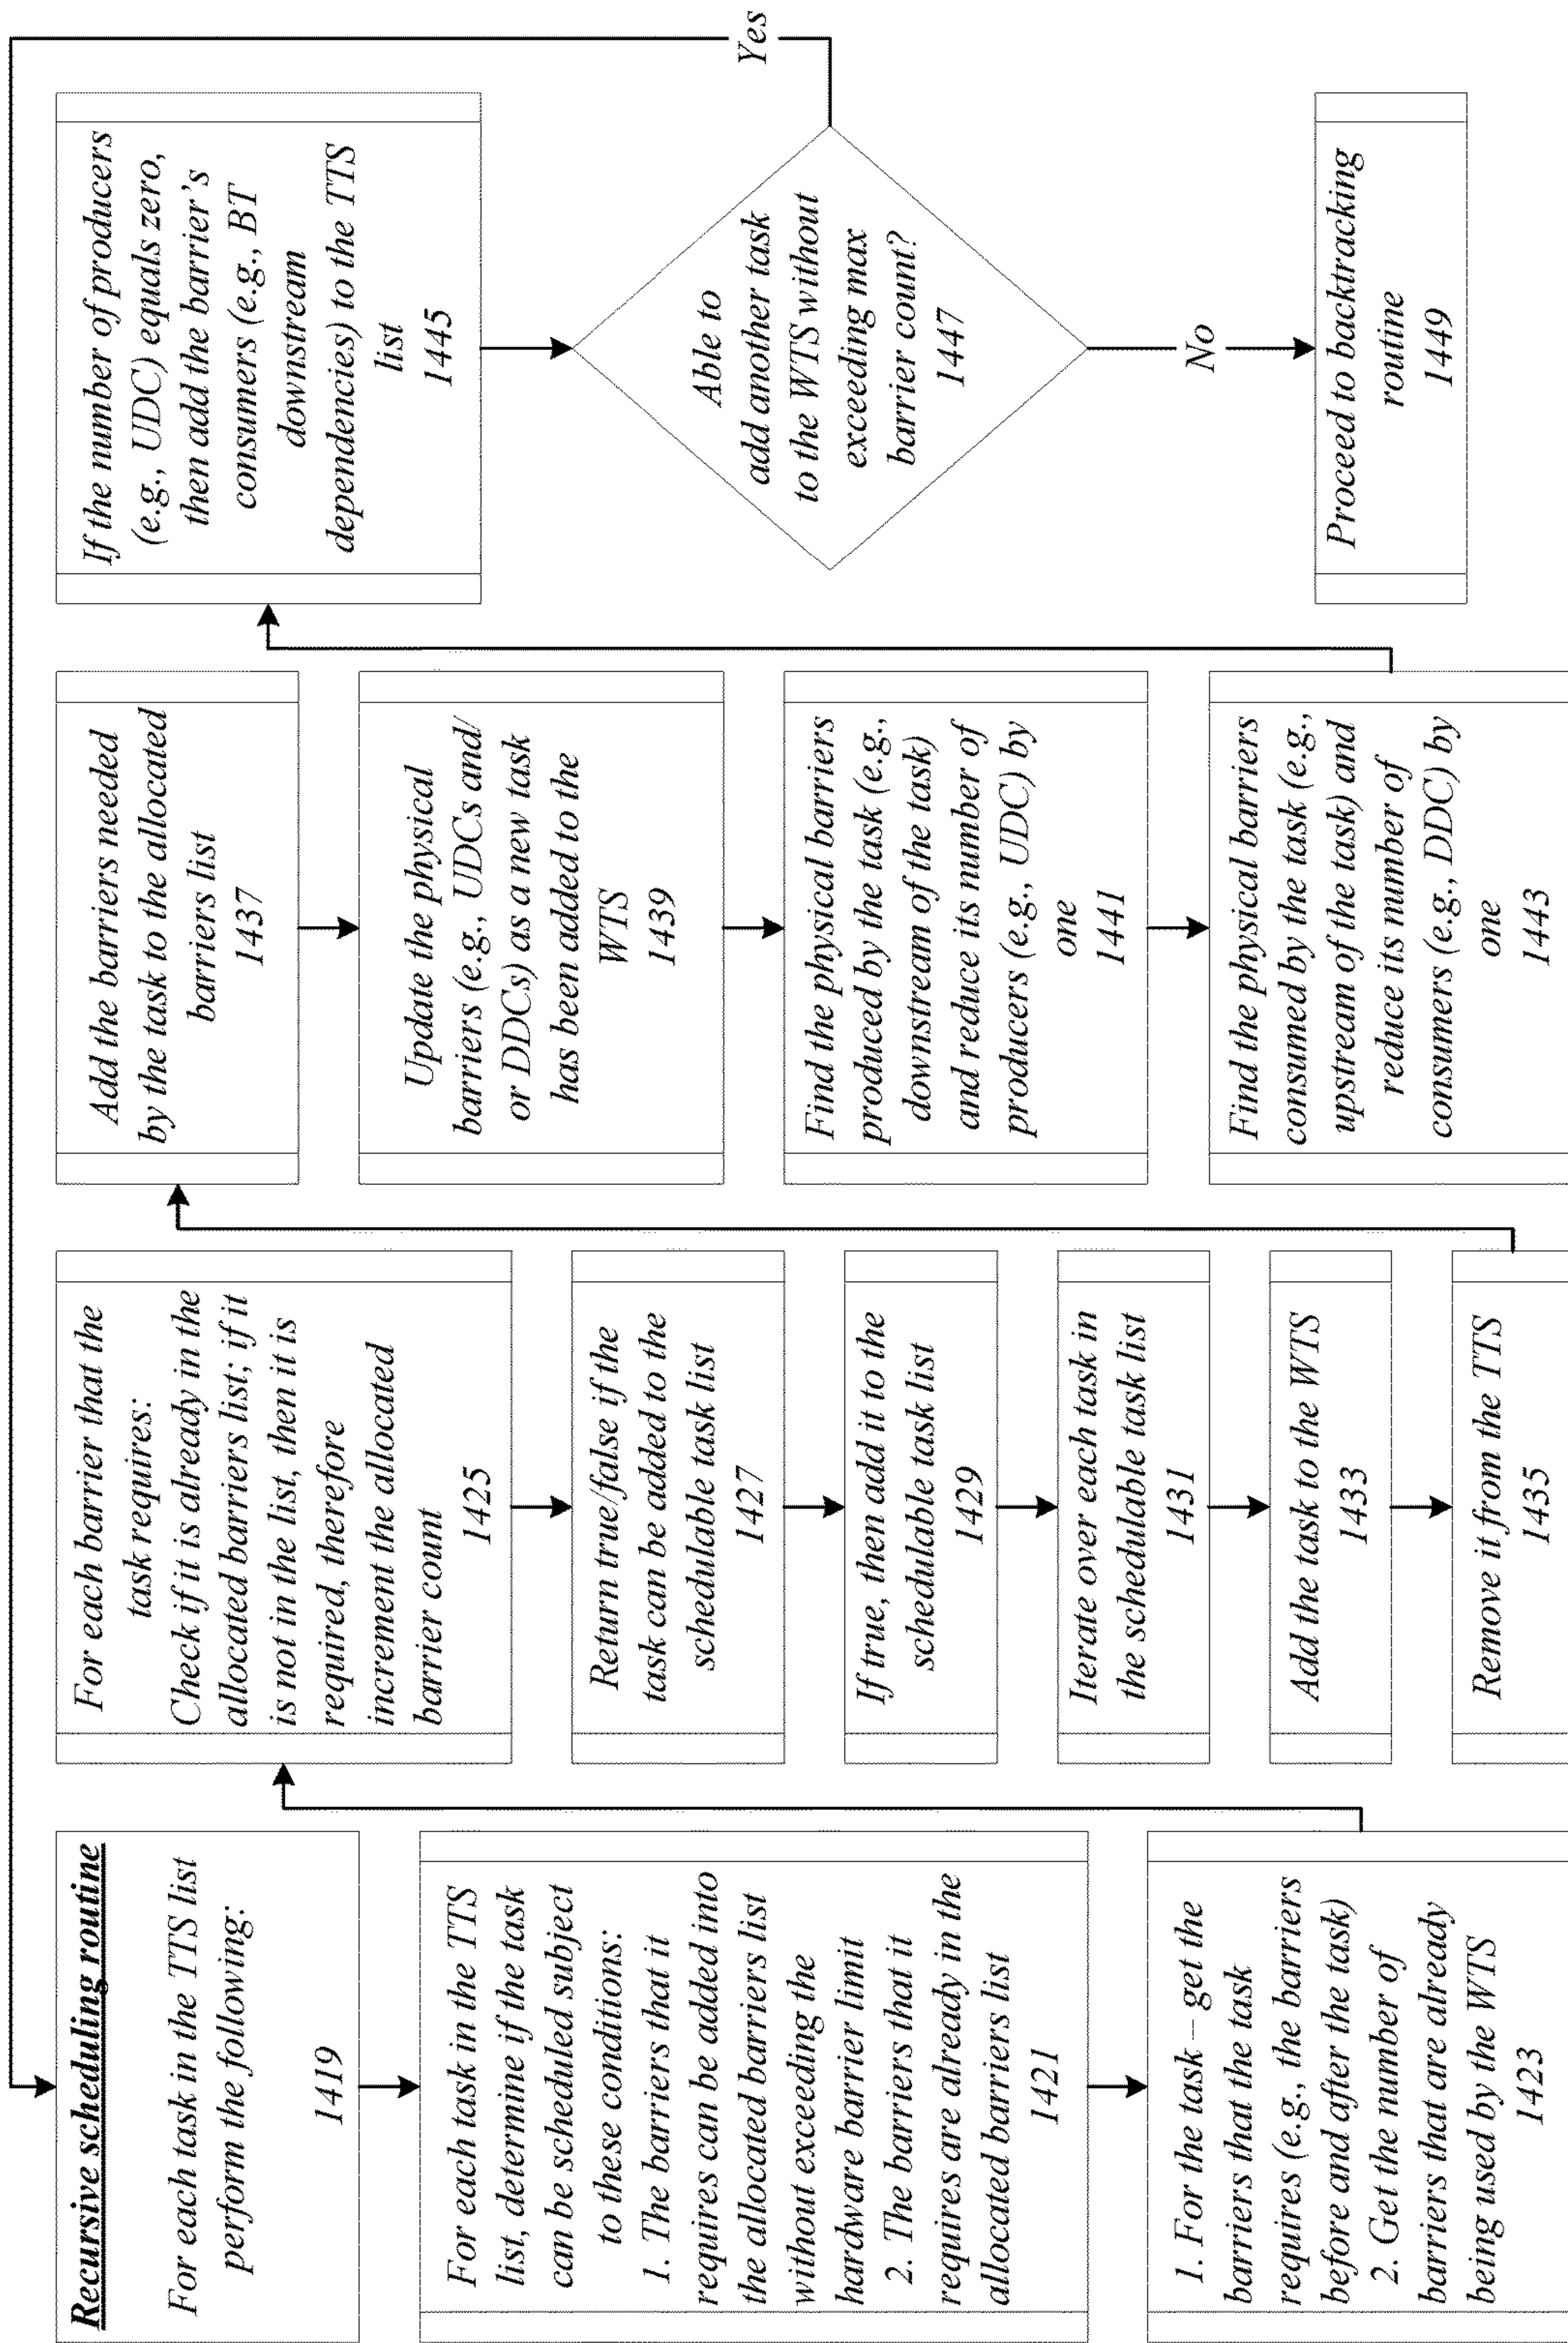 Recursive scheduling routine
For each task in the TTS list
perform the following:
1419
For each task in the TTS
list, determine if the task
can be scheduled subject
to these conditions:
1. The barriers that it
requires can be added into
the allocated barriers list
without exceeding the
hardware barrier limit
2. The barriers that it
requires are already in the
allocated barriers list
1421
1. For the task – get the
barriers that the task
requires (e.g., the barriers
before and after the task)
2. Get the number of
barriers that are already
being used by the WTS
1423
For each barrier that the
task requires:
Check if it is already in the
allocated barriers list; if it
is not in the list, then it is
required, therefore
increment the allocated
barrier count
1425
Return true/false if the
task can be added to the
schedulable task list
1427
If true, then add it to the
schedulable task list
1429
Iterate over each task in
the schedulable task list
1431
Add the task to the WTS
1433
Remove it from the TTS
1435
Add the barriers needed
by the task to the allocated
barriers list
1437
Update the physical
barriers (e.g., UDCs and/
or DDCs) as a new task
has been added to the
WTS
1439
Find the physical barriers
produced by the task (e.g.,
downstream of the task)
and reduce its number of
producers (e.g., UDC) by
one
1441
Find the physical barriers
consumed by the task (e.g.,
upstream of the task) and
reduce its number of
consumers (e.g., DDC) by
one
1443
If the number of producers
(e.g., UDC) equals zero,
then add the barrier's
consumers (e.g., BT
downstream
dependencies) to the TTS
list
1445
Able to
add another task
to the WTS without
exceeding max
barrier count?
1447
Yes
No
Proceed to backtracking
routine
1449